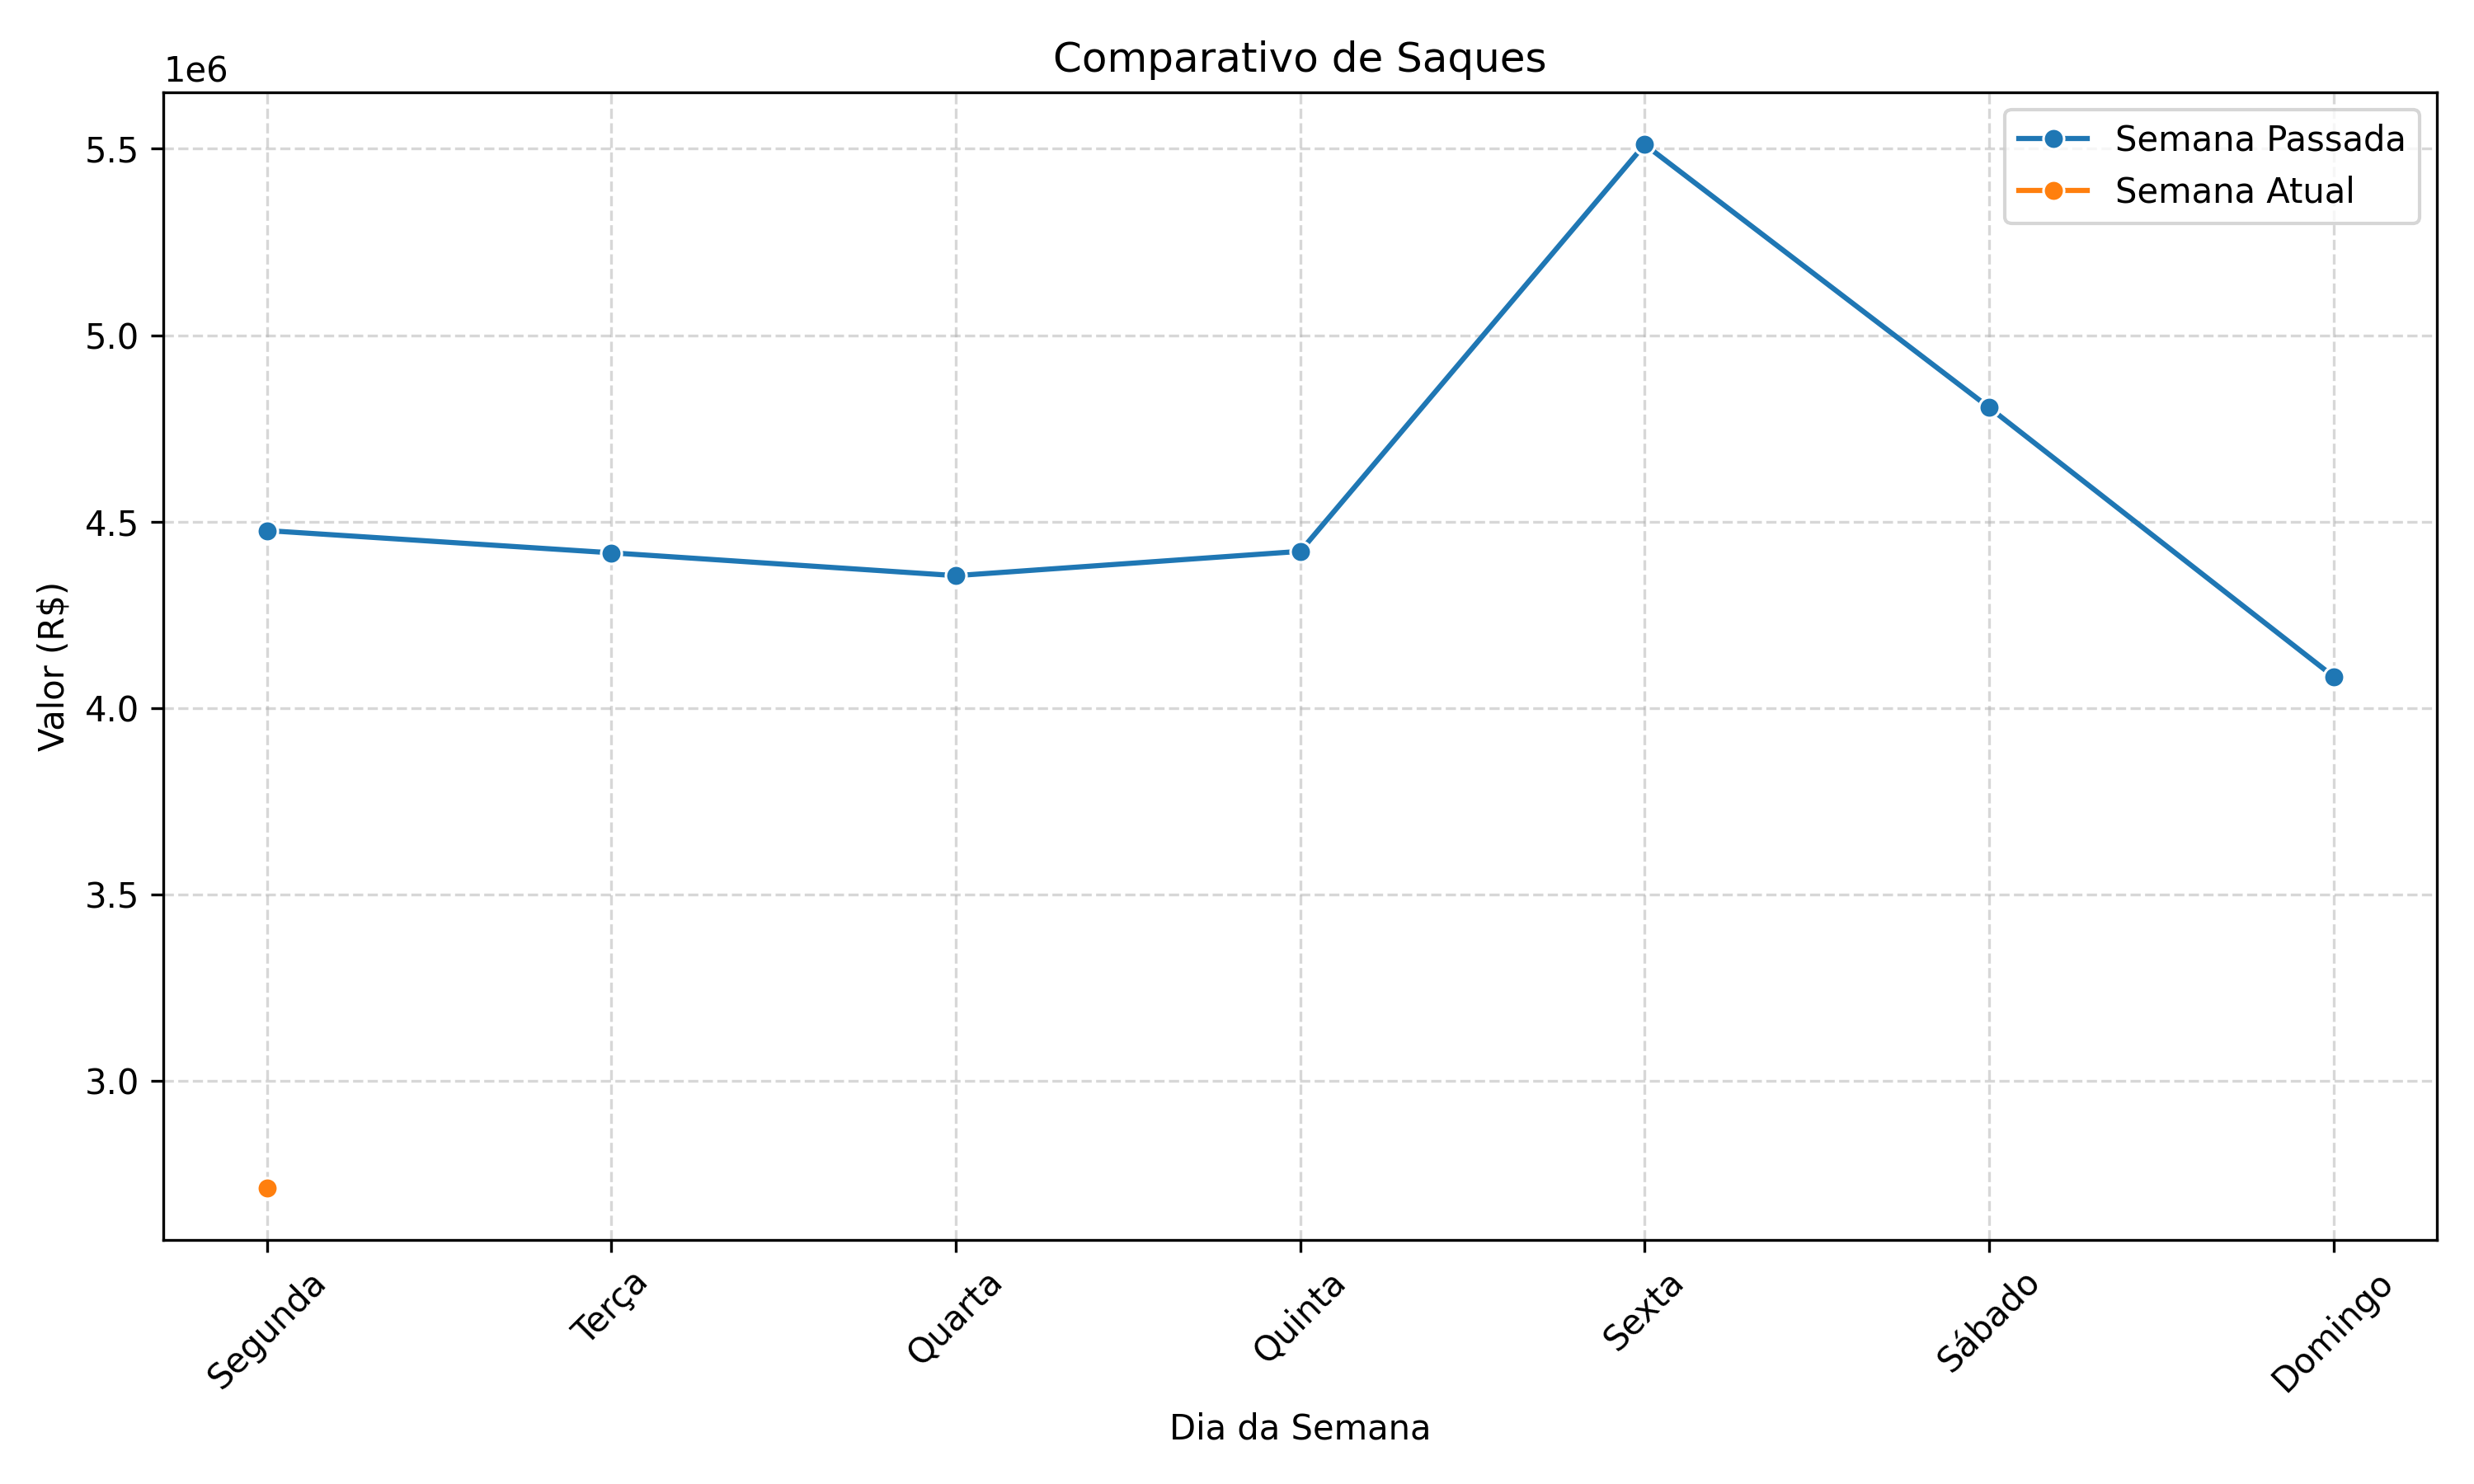 Comparativo de Saques
1e6
Semana Passada
Semana Atual
5.5
5.0
4.5
4.0
3.5
3.0
Valor (R$)
Segunda
Terça
Quarta
Quinta
Sexta
Sábado
Domingo
Dia da Semana